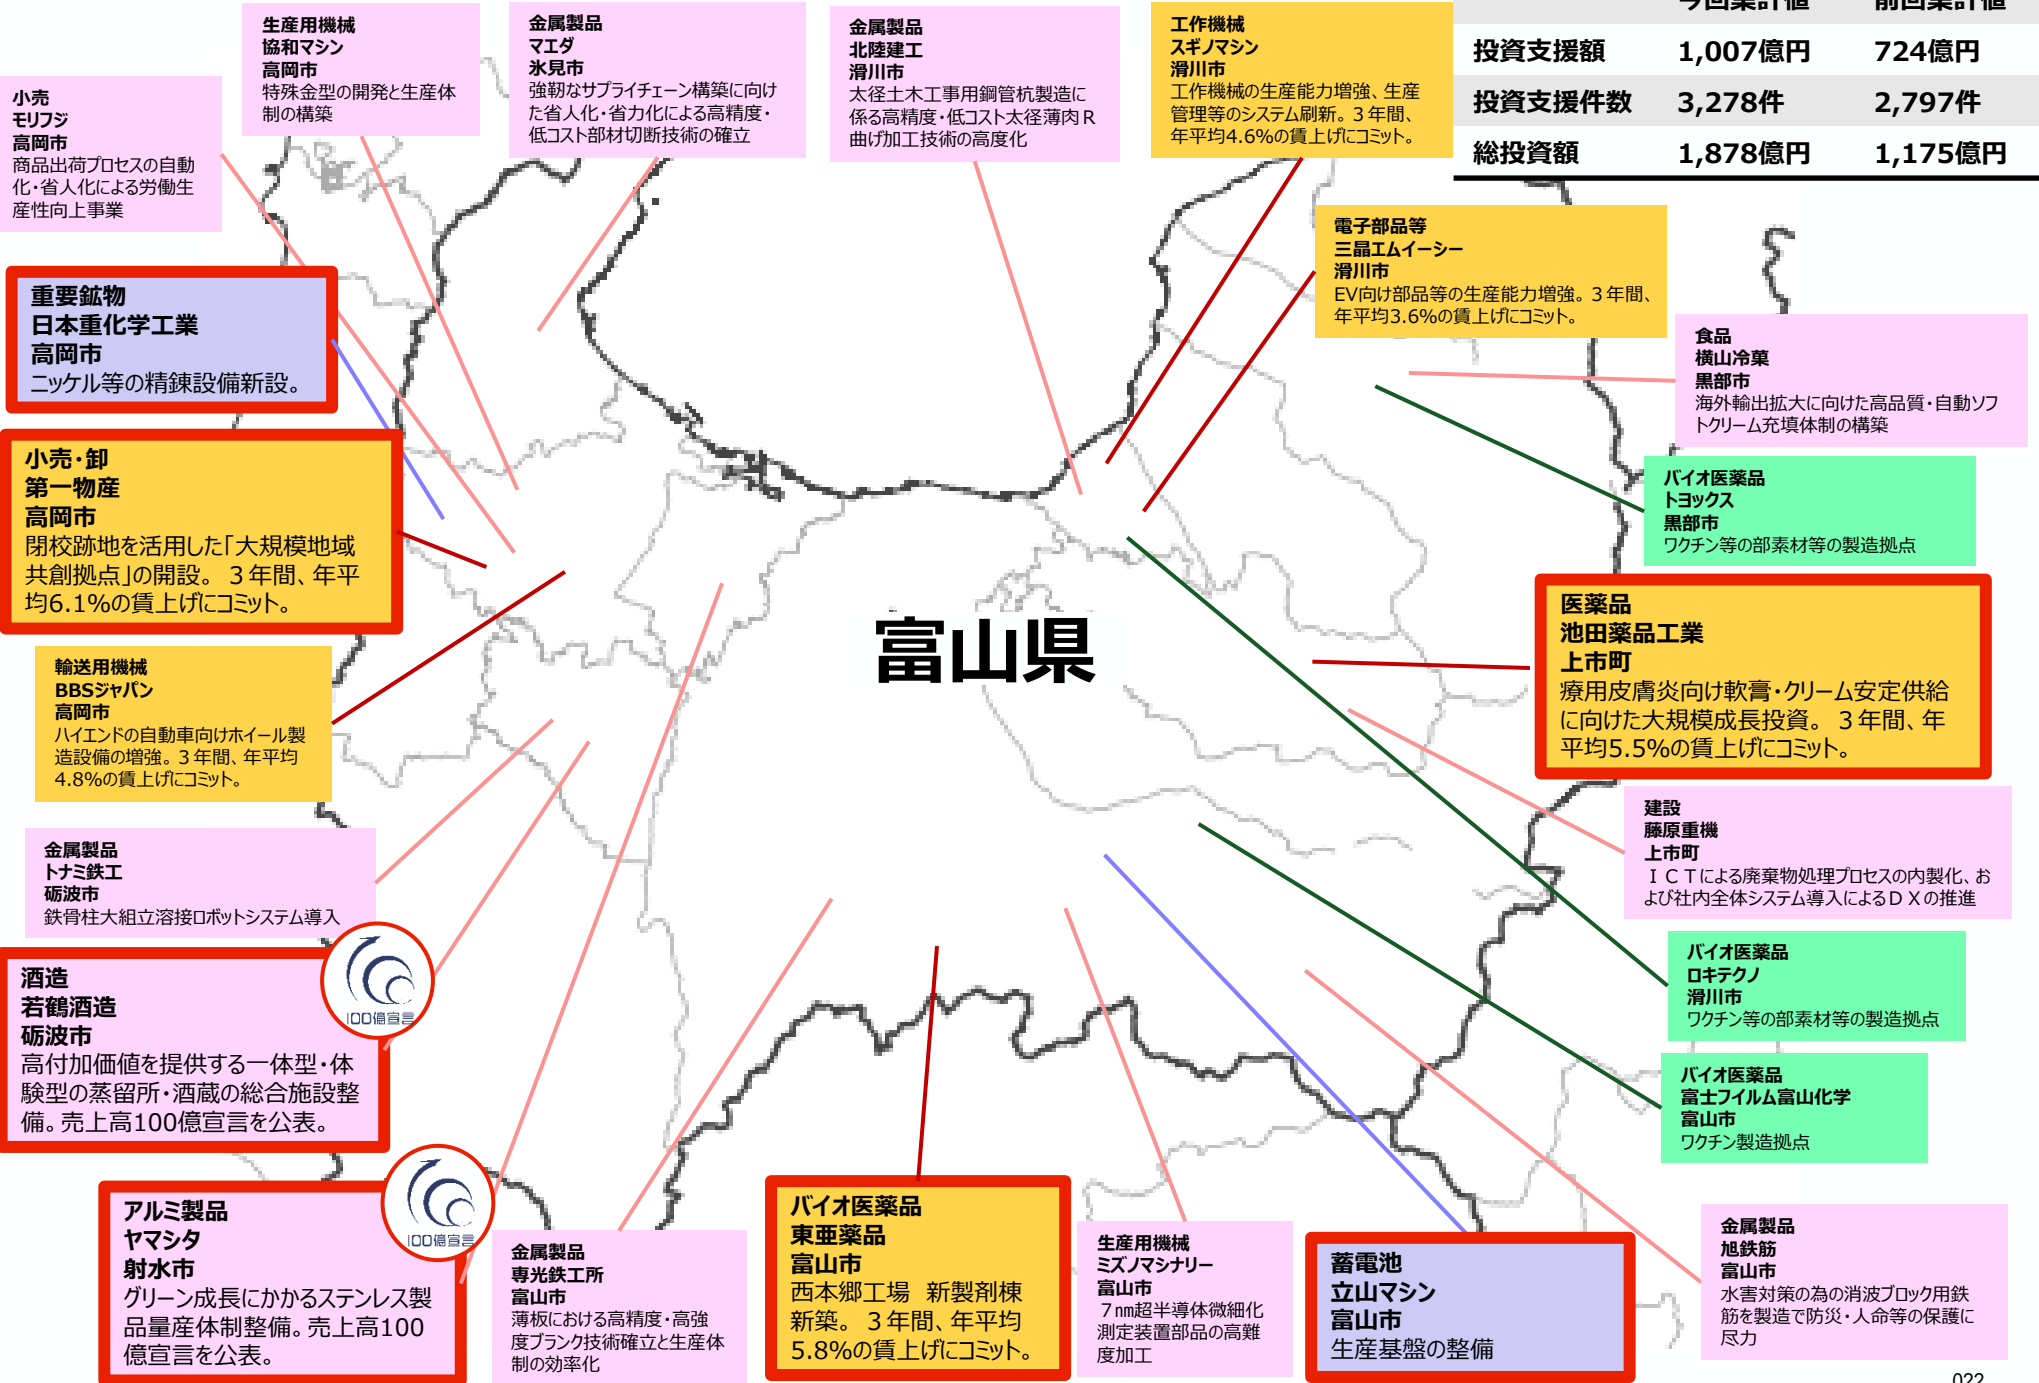 今回集計値 前回集計値
投資支援額 1,007億円 724億円
投資支援件数 3,278件 2,797件
総投資額 1,878億円 1,175億円
生産用機械
協和マシン
高岡市
特殊金型の開発と生産体
制の構築
金属製品
マエダ
氷見市
強靭なサプライチェーン構築に向け
た省人化・省力化による高精度・
低コスト部材切断技術の確立
金属製品
北陸建工
滑川市
太径土木工事用鋼管杭製造に
係る高精度・低コスト太径薄肉R
曲げ加工技術の高度化
工作機械
スギノマシン
滑川市
工作機械の生産能力増強、生産
管理等のシステム刷新。3年間、
年平均4.6%の賃上げにコミット。
小売
モリフジ
高岡市
商品出荷プロセスの自動
化・省人化による労働生
産性向上事業
電子部品等
三晶エムイーシー
滑川市
EV向け部品等の生産能力増強。3年間、
年平均3.6%の賃上げにコミット。
重要鉱物
日本重化学工業
高岡市
ニッケル等の精錬設備新設。
食品
横山冷菓
黒部市
海外輸出拡大に向けた高品質・自動ソフ
トクリーム充填体制の構築
小売・卸
第一物産
高岡市
閉校跡地を活用した「大規模地域
共創拠点」の開設。3年間、年平
均6.1%の賃上げにコミット。
バイオ医薬品
トヨックス
黒部市
ワクチン等の部素材等の製造拠点
富山県
医薬品
池田薬品工業
上市町
療用皮膚炎向け軟膏・クリーム安定供給
に向けた大規模成長投資。3年間、年
平均5.5%の賃上げにコミット。
輸送用機械
BBSジャパン
高岡市
ハイエンドの自動車向けホイール製
造設備の増強。3年間、年平均
4.8%の賃上げにコミット。
建設
藤原重機
上市町
ICTによる廃棄物処理プロセスの内製化、お
よび社内全体システム導入によるDXの推進
金属製品
トナミ鉄工
砺波市
鉄骨柱大組立溶接ロボットシステム導入
バイオ医薬品
ロキテクノ
滑川市
ワクチン等の部素材等の製造拠点
酒造
若鶴酒造
砺波市
高付加価値を提供する一体型・体
験型の蒸留所・酒蔵の総合施設整
備。売上高100億宣言を公表。
100億宣言
バイオ医薬品
富士フイルム富山化学
富山市
ワクチン製造拠点
アルミ製品
ヤマシタ
射水市
グリーン成長にかかるステンレス製
品量産体制整備。売上高100
億宣言を公表。
100億宣言
金属製品
専光鉄工所
富山市
薄板における高精度・高強
度ブランク技術確立と生産体
制の効率化
バイオ医薬品
東亜薬品
富山市
西本郷工場 新製剤棟
新築。3年間、年平均
5.8%の賃上げにコミット。
生産用機械
ミズノマシナリー
富山市
7㎚超半導体微細化
測定装置部品の高難
度加工
蓄電池
立山マシン
富山市
生産基盤の整備
金属製品
旭鉄筋
富山市
水害対策の為の消波ブロック用鉄
筋を製造で防災・人命等の保護に
尽力
022